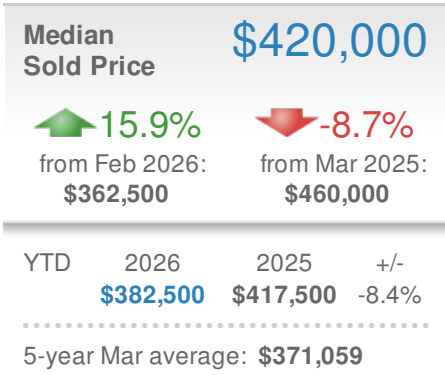 Median
Sold Price
$420,000
15.9%
-8.7%
from Feb 2026:
from Mar 2025:
$362,500
$460,000
YTD 2026 2025 +/-
$382,500 $417,500 -8.4%
5-year Mar average: $371,059